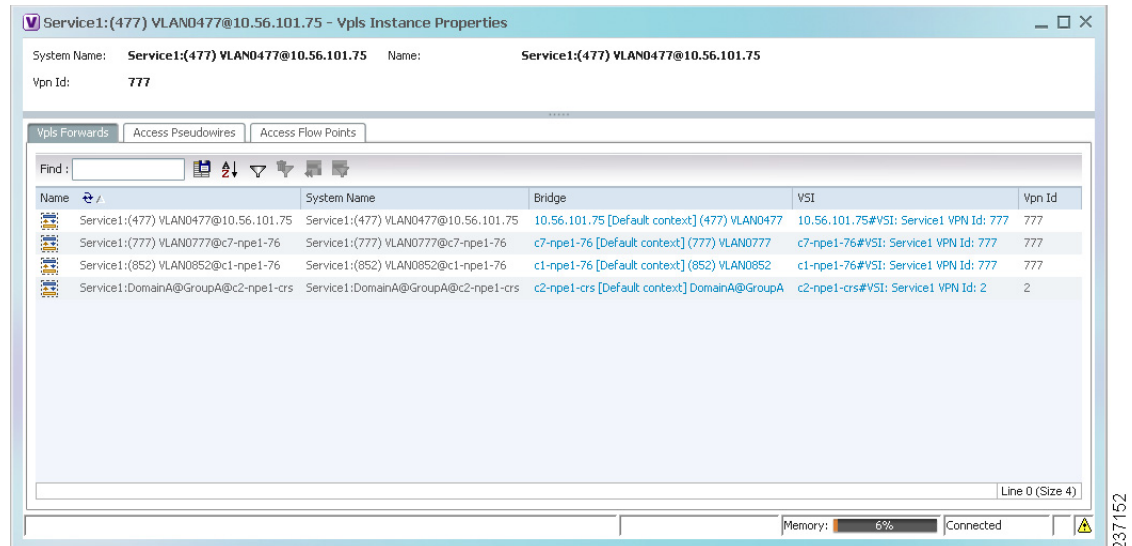 V Service1:(477) VLAN0477@10.56.101.75 - Vpls Instance Properties
System Name: Service1:(477) VLAN0477@10.56.101.75 Name: Service1:(477) VLAN0477@10.56.101.75
Vpn Id: 777
Vpls Forwards Access Pseudowires Access Flow Points
Find :
Name System Name Bridge VSI Vpn Id
Service1:(477) VLAN0477@10.56.101.75 Service1:(477) VLAN0477@10.56.101.75 10.56.101.75 [Default context] (477) VLAN0477 10.56.101.75#VSI: Service1 VPN Id: 777 777
Service1:(777) VLAN0777@c7-npe1-76 Service1:(777) VLAN0777@c7-npe1-76 c7-npe1-76 [Default context] (777) VLAN0777 c7-npe1-76#VSI: Service1 VPN Id: 777 777
Service1:(852) VLAN0852@c1-npe1-76 Service1:(852) VLAN0852@c1-npe1-76 c1-npe1-76 [Default context] (852) VLAN0852 c1-npe1-76#VSI: Service1 VPN Id: 777 777
Service1:DomainA@GroupA@c2-npe1-crs Service1:DomainA@GroupA@c2-npe1-crs c2-npe1-crs [Default context] DomainA@GroupA c2-npe1-crs#VSI: Service1 VPN Id: 2 2
Line 0 (Size 4)
Memory: 6% Connected
237152